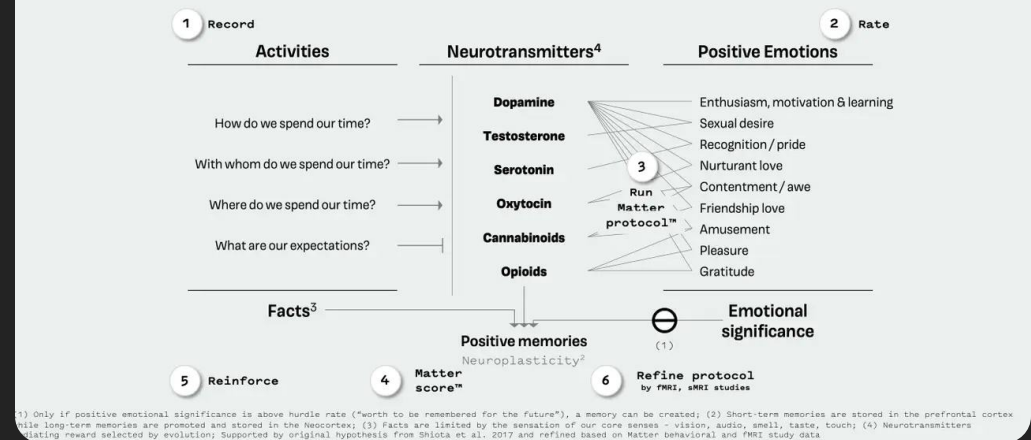 1 Record
2 Rate
Activities
Neurotransmitters4
Positive Emotions
How do we spend our time?
With whom do we spend our time?
Where do we spend our time?
What are our expectations?
Dopamine
Testosterone
Serotonin
Oxytocin
Cannabinoids
Opioids
3
Run
Matter
protocol™
Enthusiasm, motivation & learning
Sexual desire
Recognition / pride
Nurturant love
Contentment / awe
Friendship love
Amusement
Pleasure
Gratitude
Facts3
Emotional
significance
(1)
Positive memories
Neuroplasticity2
5 Reinforce
4 Matter
score™
6 Refine protocol
by fMRI, sMRI studies
(1) Only if positive emotional significance is above hurdle rate (“worth to be remembered for the future”), a memory can be created; (2) Short-term memories are stored in the prefrontal cortex
hile long-term memories are promoted and stored in the Neocortex; (3) Facts are limited by the sensation of our core senses - vision, audio, smell, taste, touch; (4) Neurotransmitters
diating reward selected by evolution; Supported by original hypothesis from Shiota et al. 2017 and refined based on Matter behavioral and fMRI study data